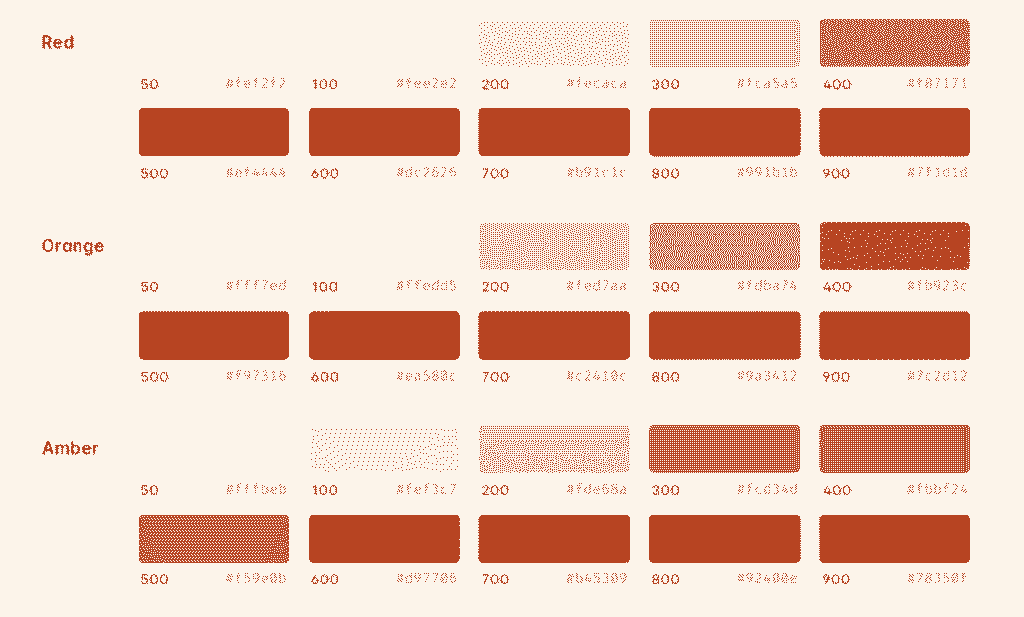 Red
50 #fef2f2 100 #fee2e2 200 #fecaca 300 #fca5a5 400 #f87171
500 #ef4444 600 #dc2626 700 #b91c1c 800 #991b1b 900 #7f1d1d
Orange
50 #fff7ed 100 #ffedd5 200 #fed7aa 300 #fdba74 400 #fb923c
500 #f97316 600 #ea580c 700 #c2410c 800 #9a3412 900 #7c2d12
Amber
50 #fffbeb 100 #fef3c7 200 #fde68a 300 #fcd34d 400 #fbbf24
500 #f59e0b 600 #d97706 700 #b45309 800 #92400e 900 #78350f